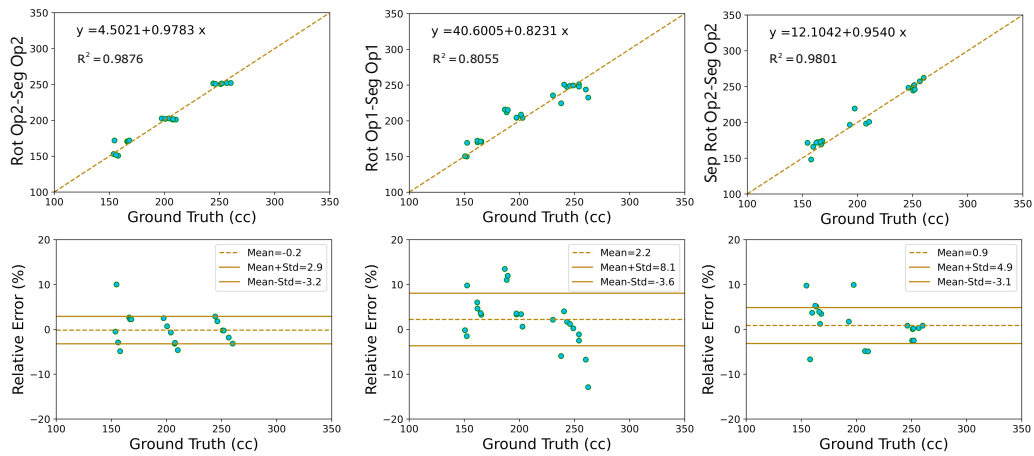 y =4.5021+0.9783 x
R² =0.9876
Rot Op2-Seg Op2
350
300
250
200
150
100
100 150 200 250 300 350
Ground Truth (cc)
y =40.6005+0.8231 x
R² =0.8055
Rot Op1-Seg Op1
350
300
250
200
150
100
100 150 200 250 300 350
Ground Truth (cc)
y =12.1042+0.9540 x
R² =0.9801
Sep Rot Op2-Seg Op2
350
300
250
200
150
100
100 150 200 250 300 350
Ground Truth (cc)
Mean=-0.2
Mean+Std=2.9
Mean-Std=-3.2
Relative Error (%)
20
10
0
−10
−20
100 150 200 250 300 350
Ground Truth (cc)
Mean=2.2
Mean+Std=8.1
Mean-Std=-3.6
Relative Error (%)
20
10
0
−10
−20
100 150 200 250 300 350
Ground Truth (cc)
Mean=0.9
Mean+Std=4.9
Mean-Std=-3.1
Relative Error (%)
20
10
0
−10
−20
100 150 200 250 300 350
Ground Truth (cc)